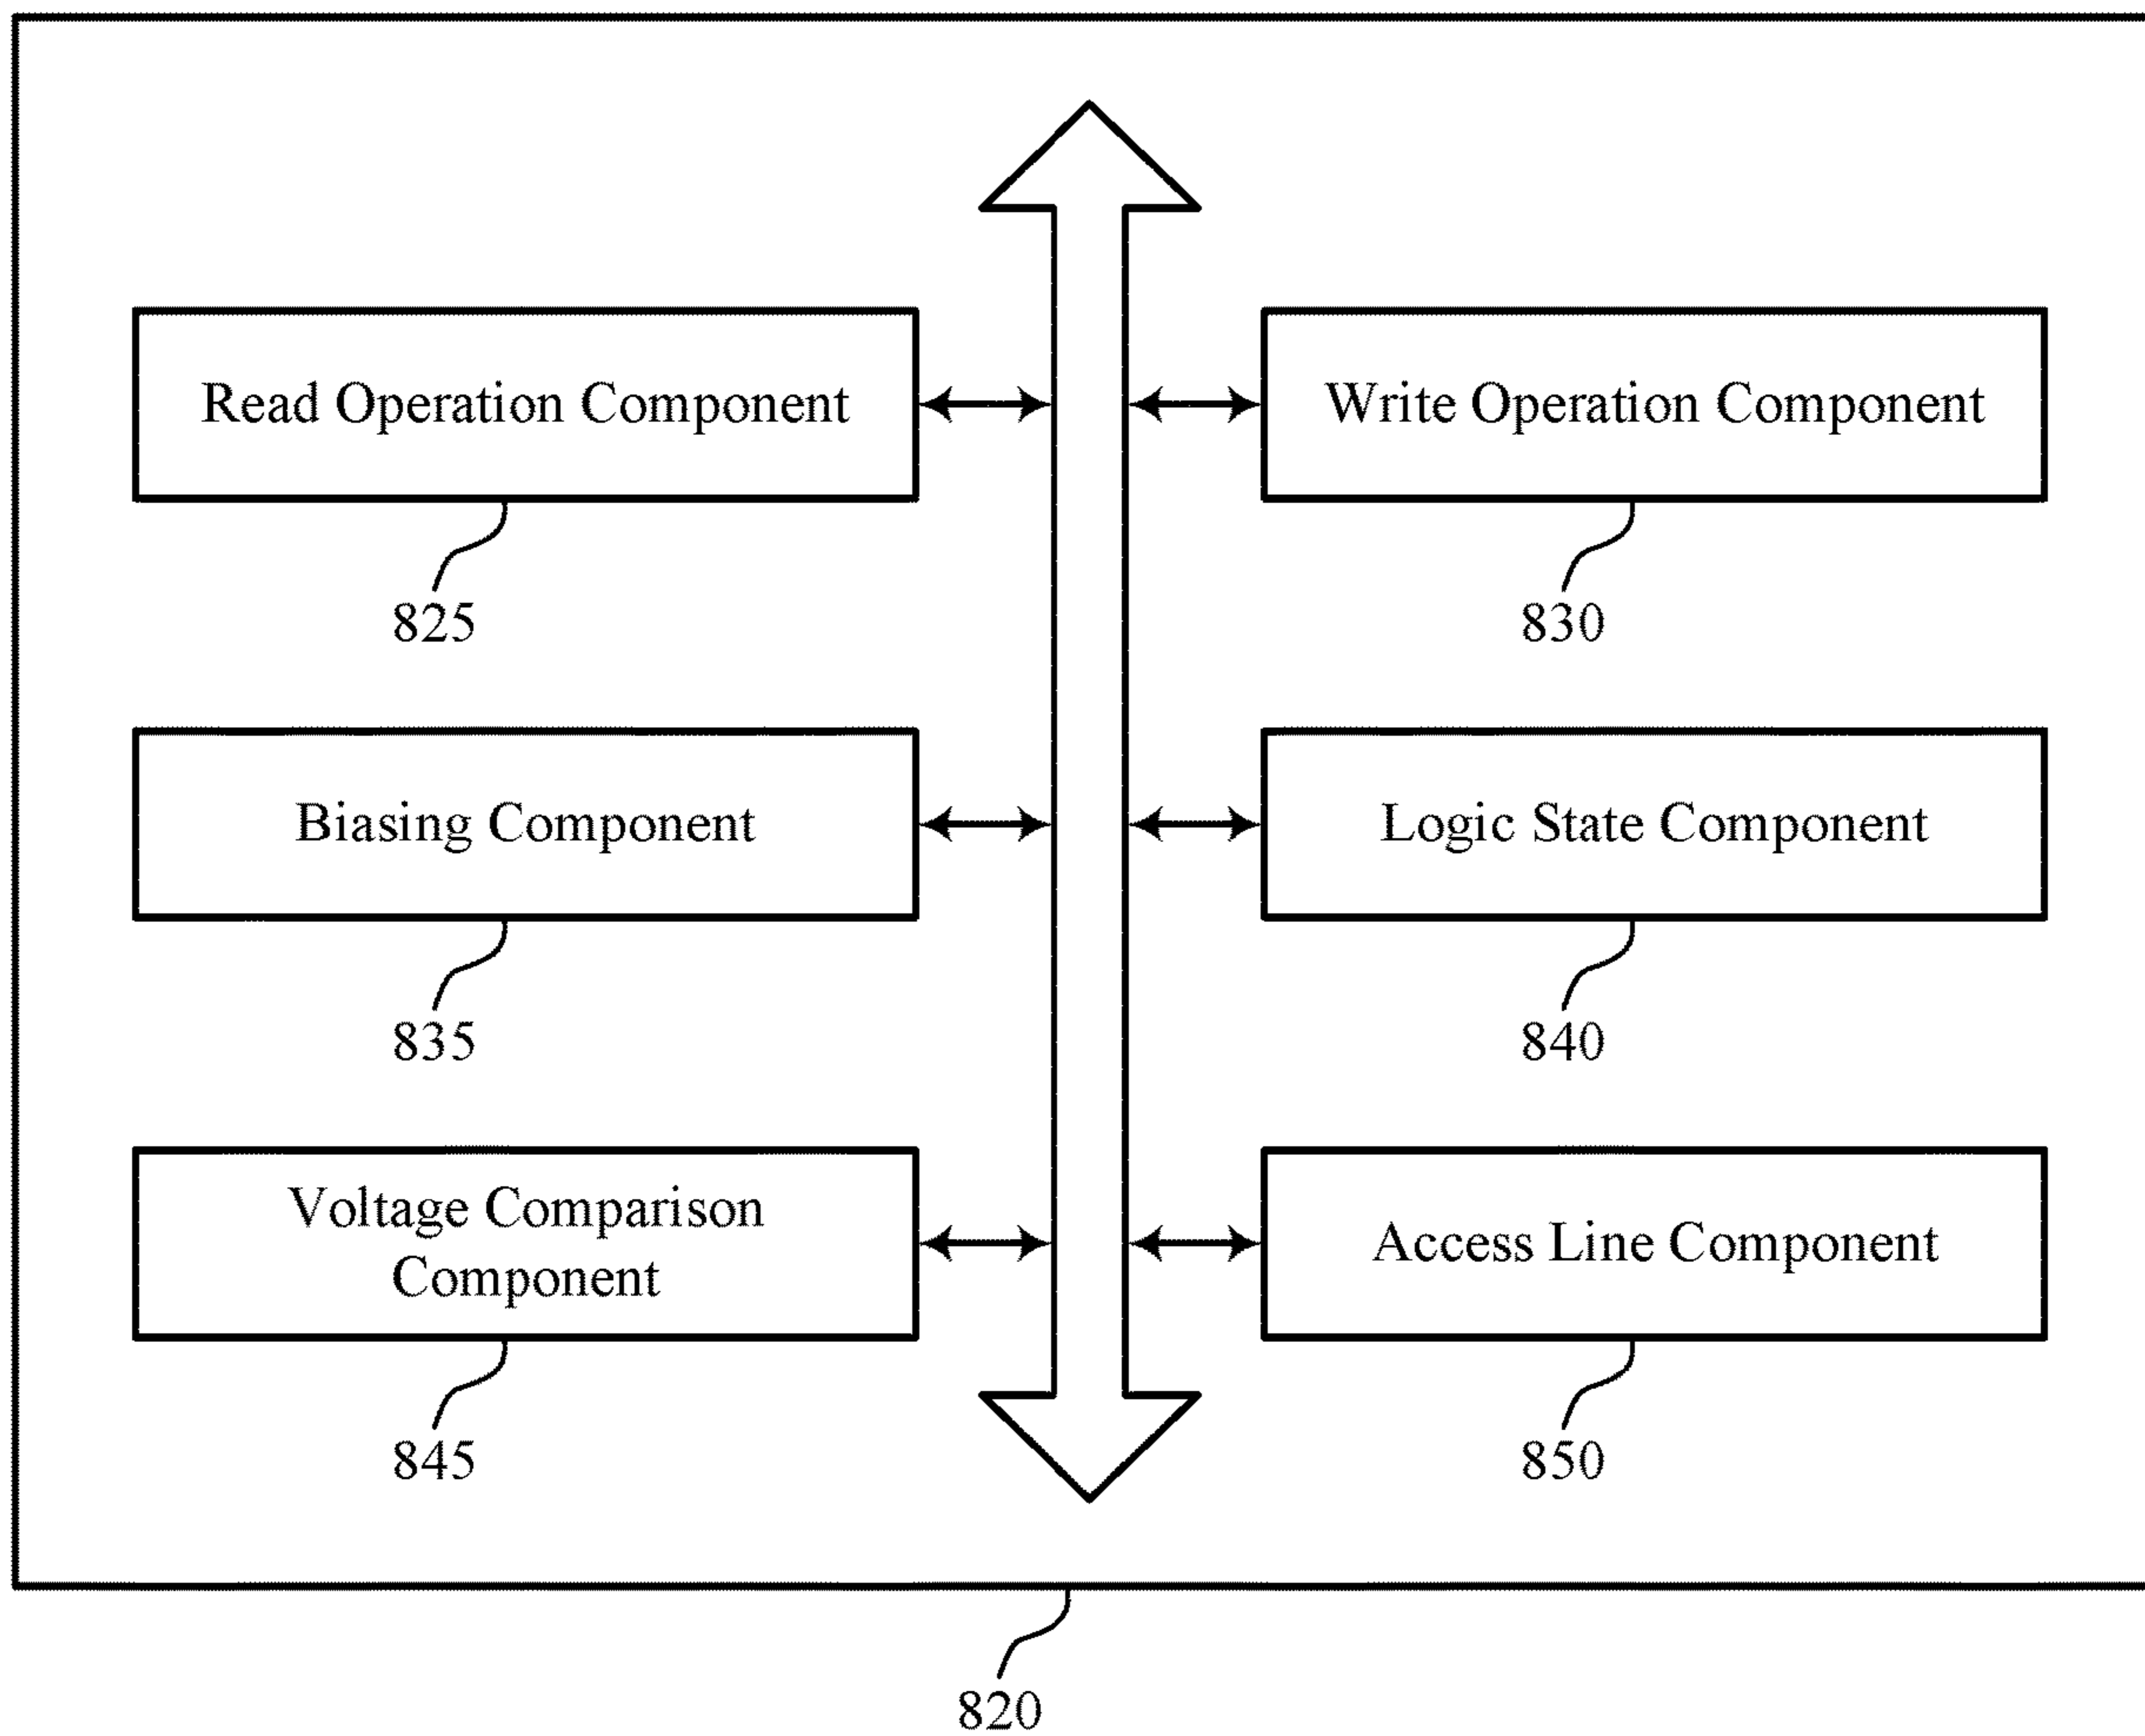 Read Operation Component
Write Operation Component
825
830
Biasing Component
Logic State Component
835
840
Voltage Comparison
Component
Access Line Component
845
850
820